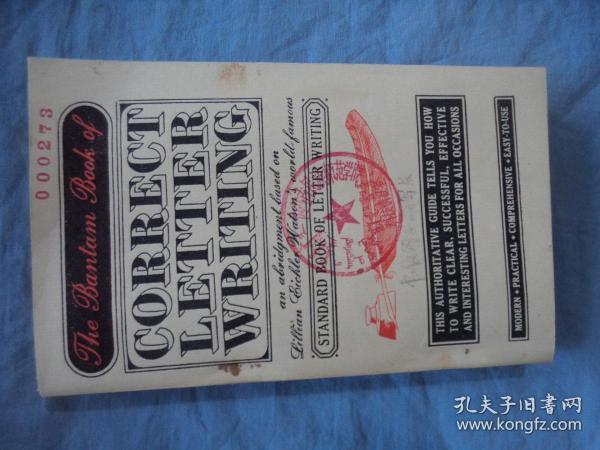 000273
The Bantam Book of
CORRECT
LETTER
WRITING
an abridgment based on
Lillian Eichler Watson's world-famous
STANDARD BOOK OF LETTER WRITING
THIS AUTHORITATIVE GUIDE TELLS YOU HOW
TO WRITE CLEAR, SUCCESSFUL, EFFECTIVE
AND INTERESTING LETTERS FOR ALL OCCASIONS
MODERN • PRACTICAL • COMPREHENSIVE • EASY-TO-USE
孔夫子旧书网
www.kongfz.com